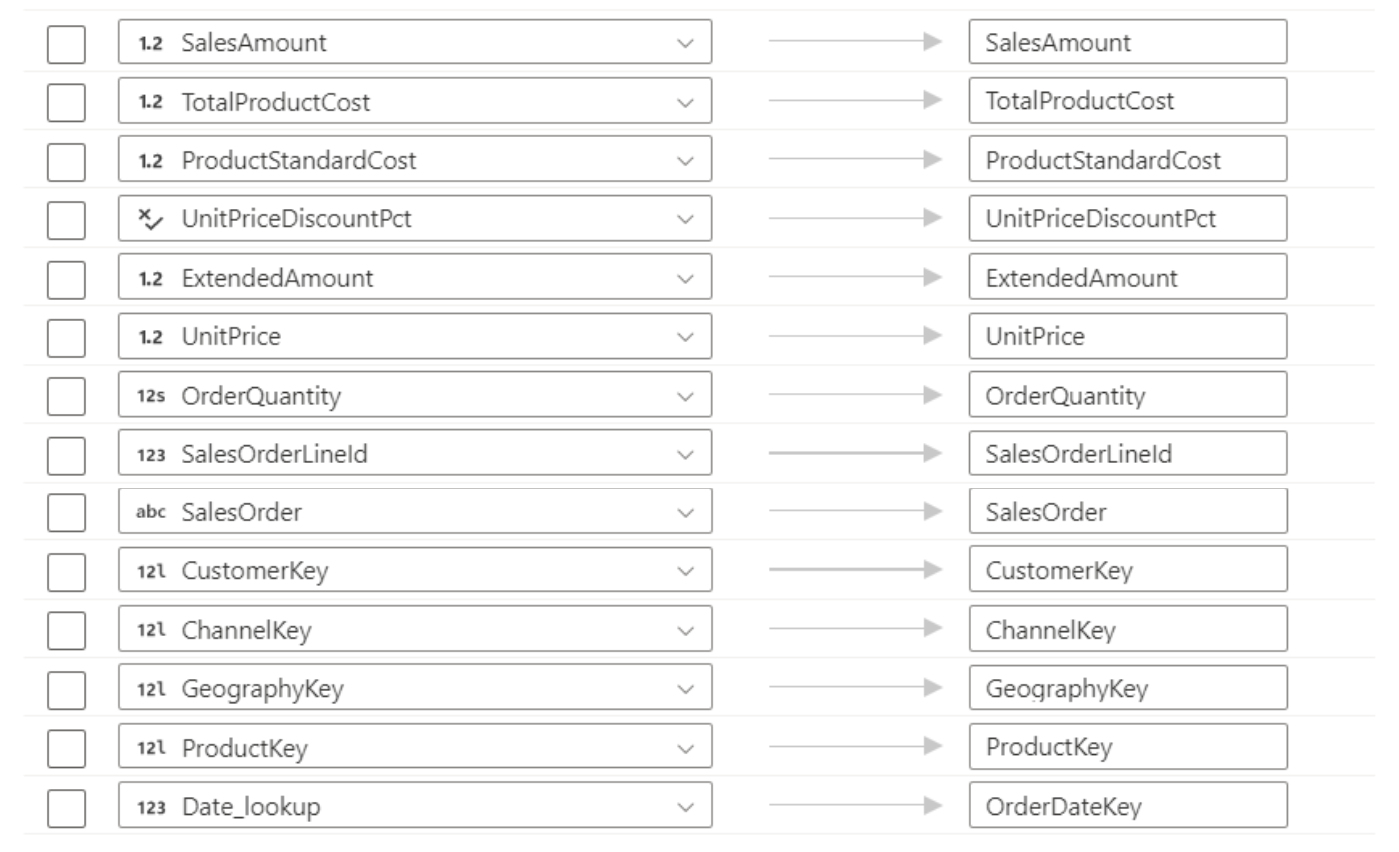 1.2 SalesAmount SalesAmount
1.2 TotalProductCost TotalProductCost
1.2 ProductStandardCost ProductStandardCost
UnitPriceDiscountPct UnitPriceDiscountPct
1.2 ExtendedAmount ExtendedAmount
1.2 UnitPrice UnitPrice
12s OrderQuantity OrderQuantity
123 SalesOrderLineId SalesOrderLineId
abc SalesOrder SalesOrder
12l CustomerKey CustomerKey
12l ChannelKey ChannelKey
12l GeographyKey GeographyKey
12l ProductKey ProductKey
123 Date_lookup OrderDateKey